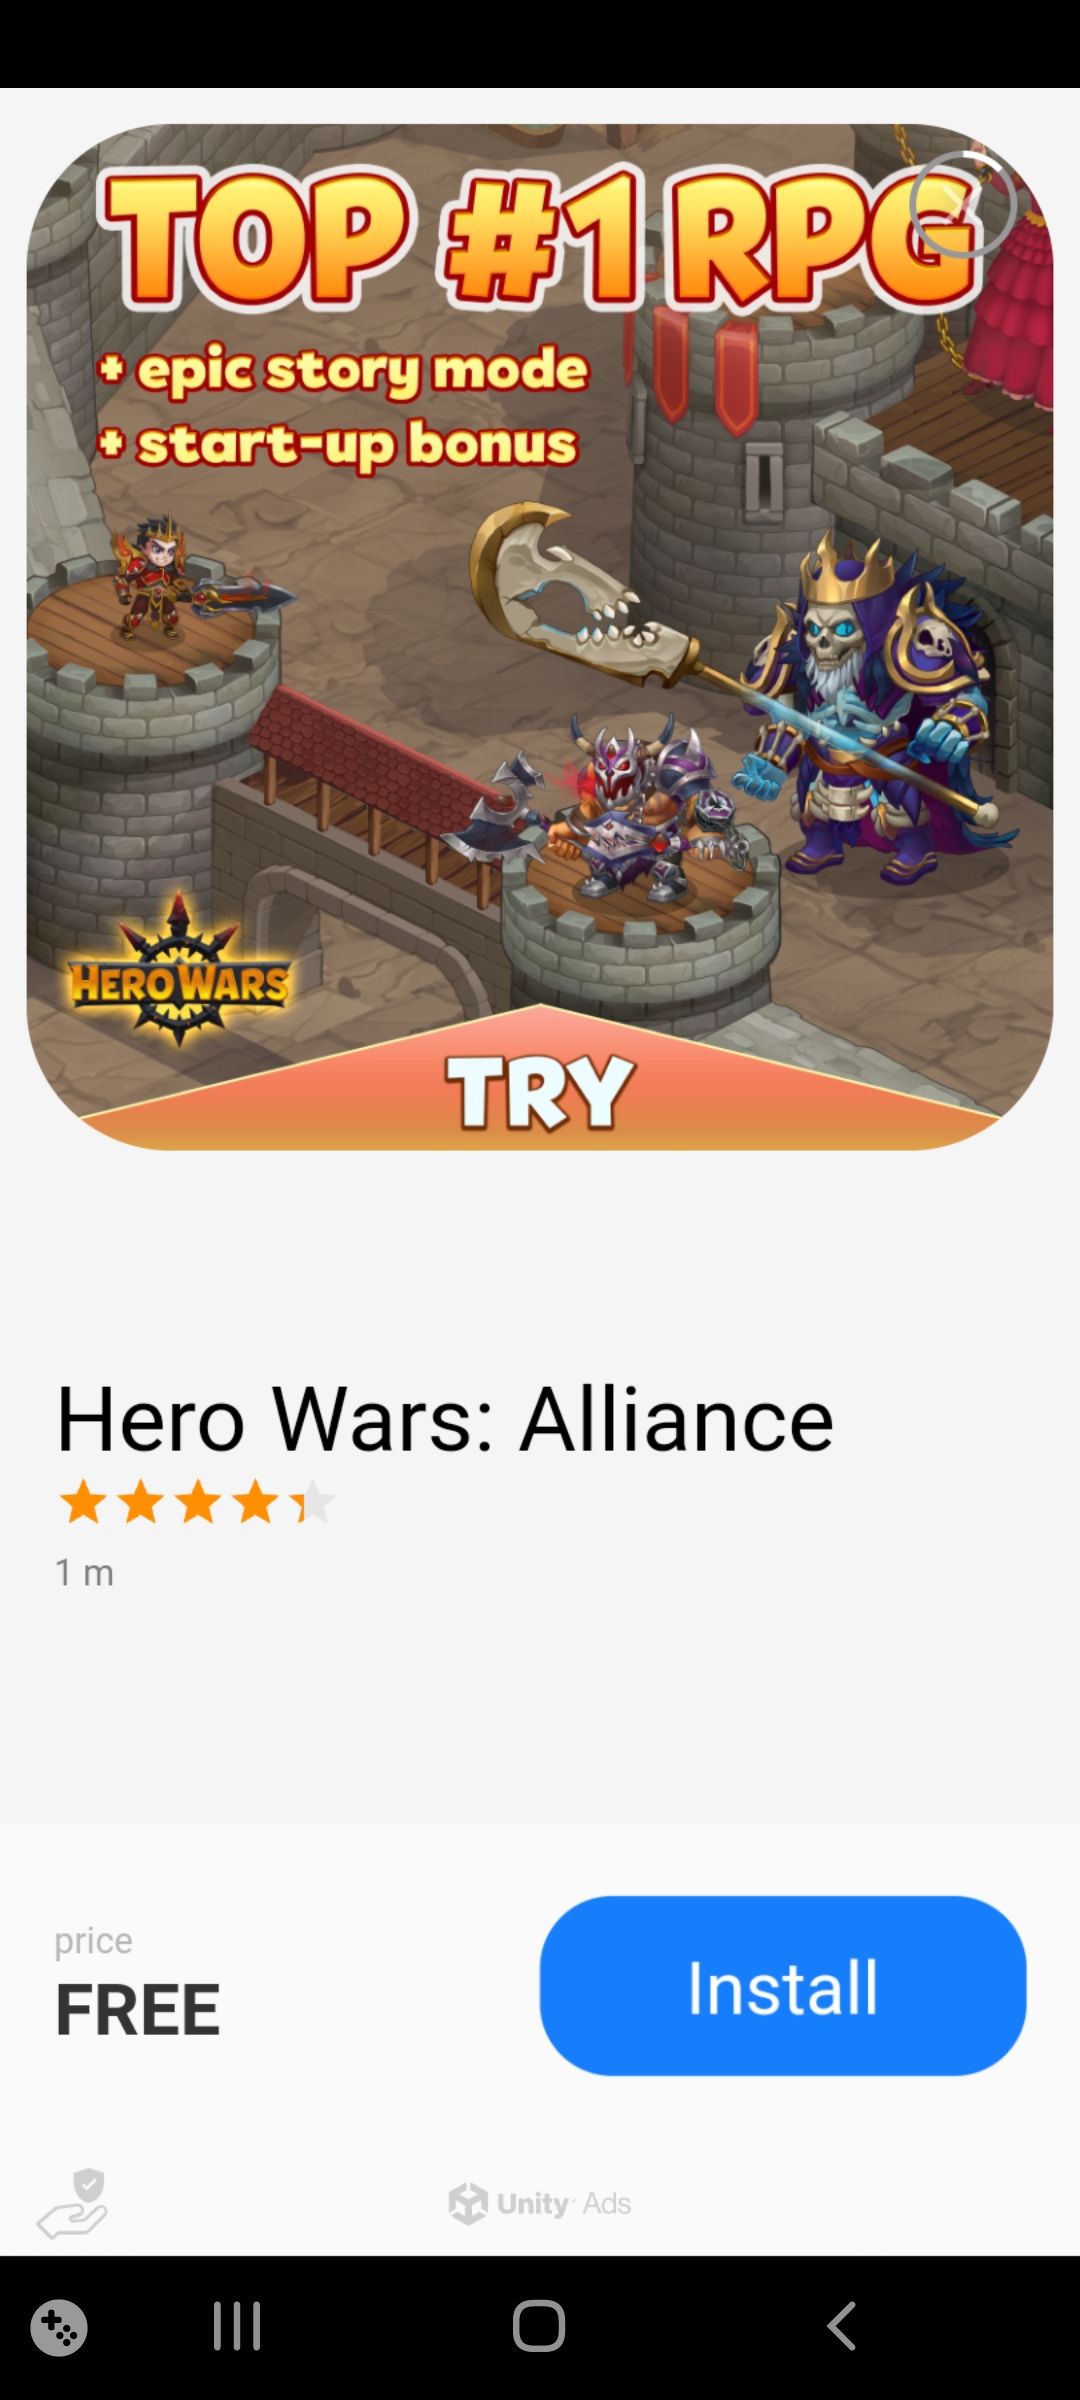 TOP #1 RPG
+ epic story mode
+ start-up bonus
HERO WARS
TRY
Hero Wars: Alliance
1 m
price
FREE
Install
Unity Ads